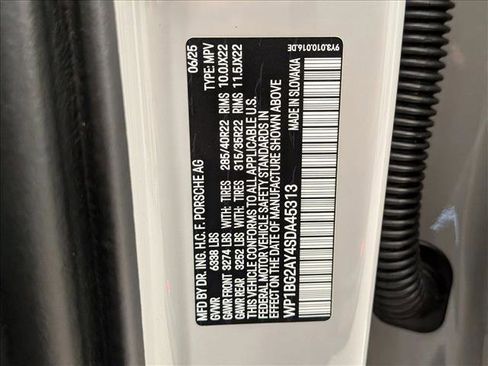 MFD BY DR. ING. H.C. F. PORSCHE AG 06/25
GVWR 6338 LBS TYPE: MPV
GAWR FRONT 3274 LBS WITH: TIRES 285/40R22 RIMS 10.0JX22
GAWR REAR 3252 LBS WITH: TIRES 315/35R22 RIMS 11.5JX22
THIS VEHICLE CONFORMS TO ALL APPLICABLE U.S.
FEDERAL MOTOR VEHICLE SAFETY STANDARDS IN
EFFECT ON THE DATE OF MANUFACTURE SHOWN ABOVE
WP1BG2AY4SDA45313 MADE IN SLOVAKIA
9Y3.010.016.DE